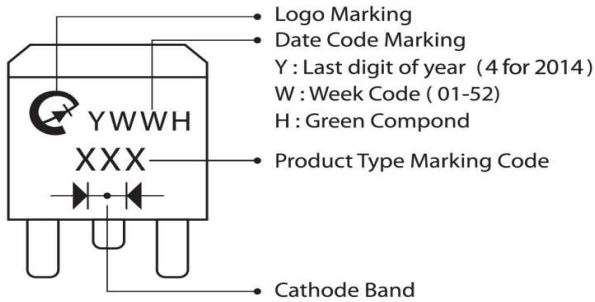 Logo Marking
Date Code Marking
Y : Last digit of year (4 for 2014)
W : Week Code (01-52)
H : Green Compond
YWWH
XXX
Product Type Marking Code
Cathode Band